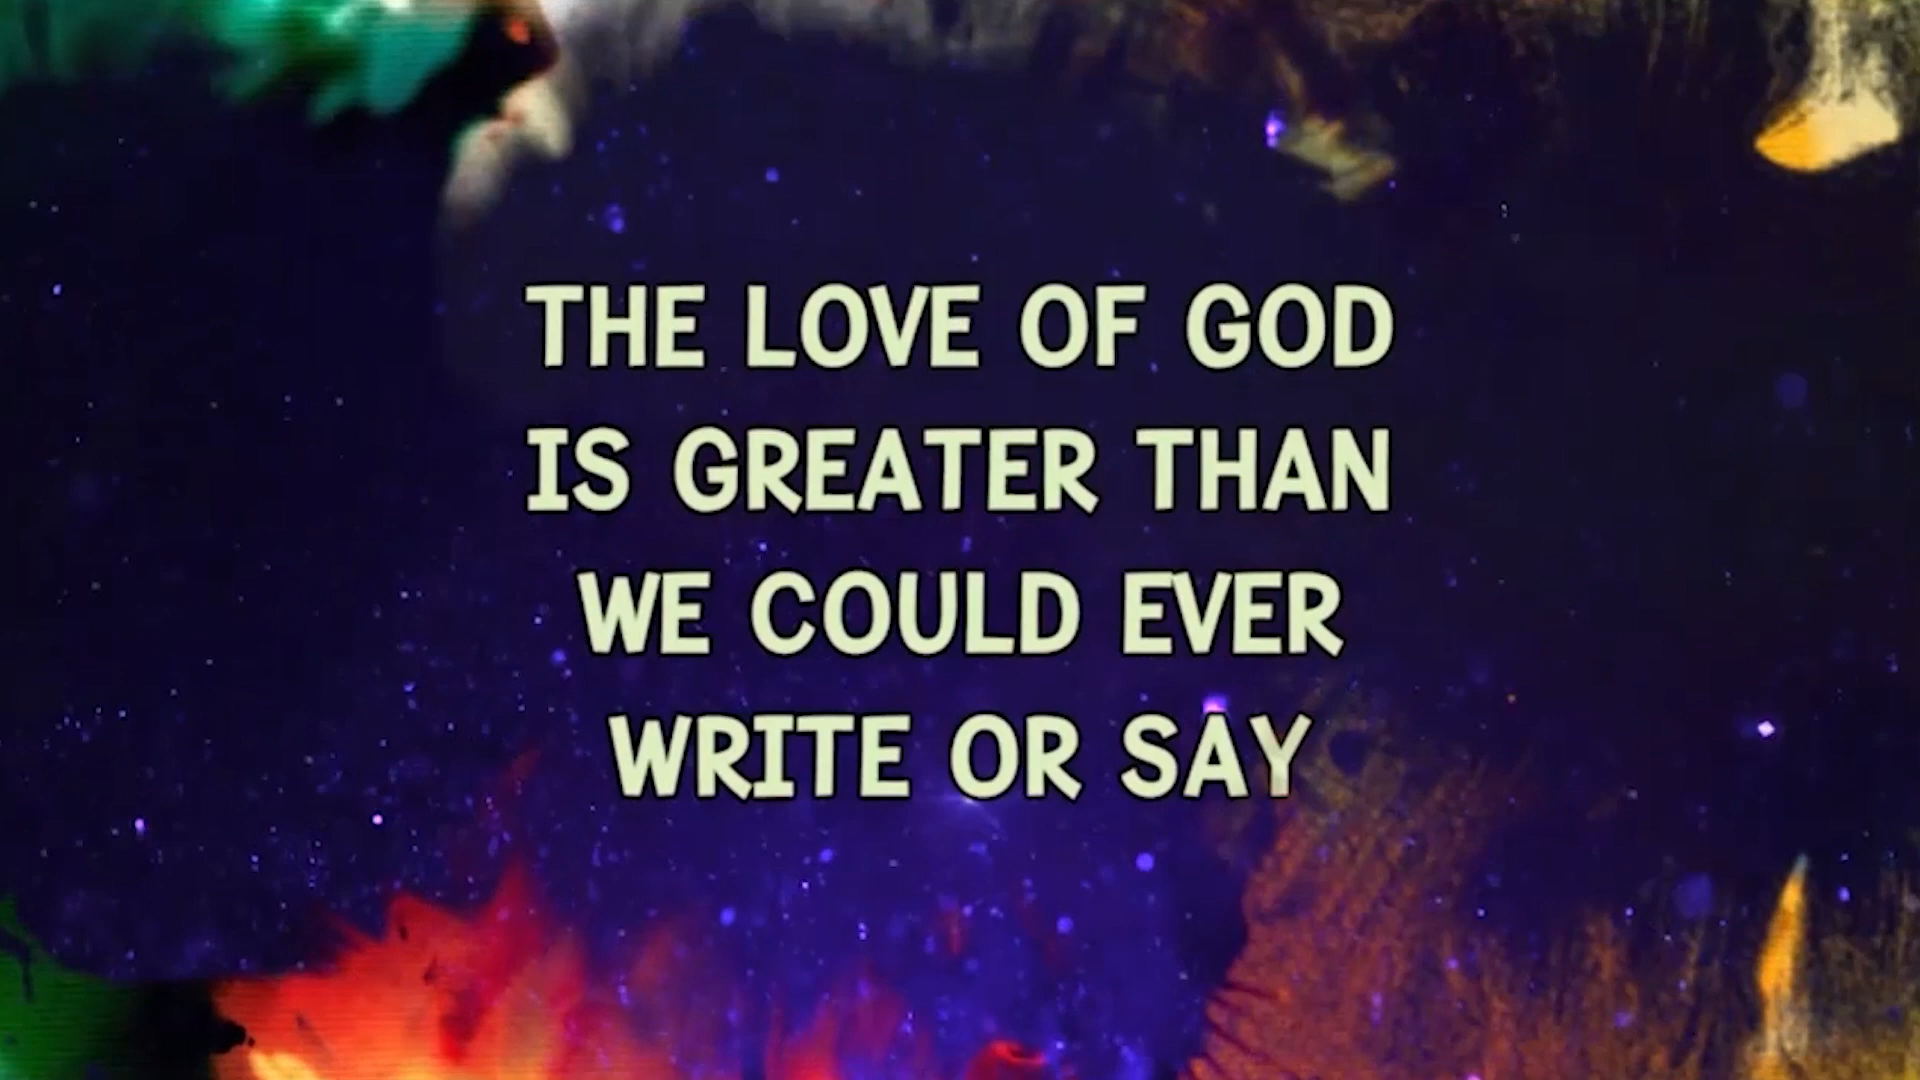 THE LOVE OF GOD
IS GREATER THAN
WE COULD EVER
WRITE OR SAY